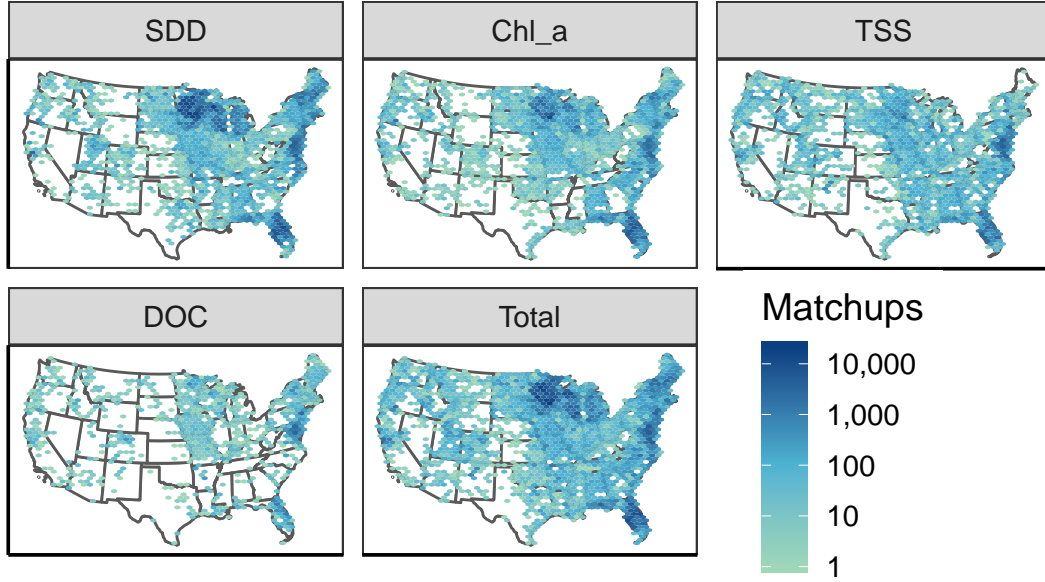 SDD
Chl_a
TSS
DOC
Total
Matchups
10,000
1,000
100
10
1